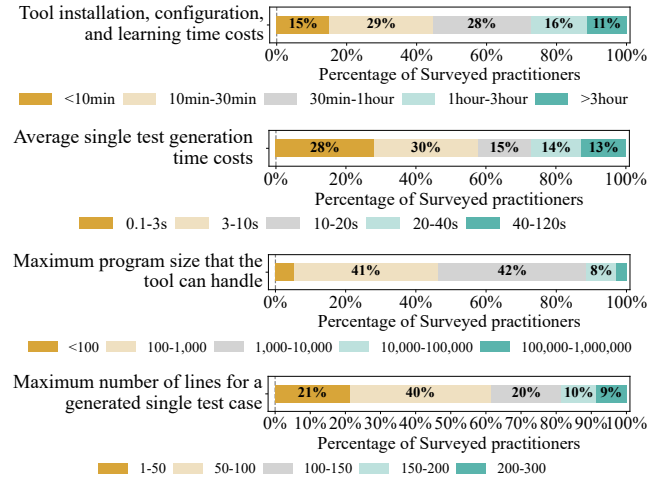 Tool installation, configuration,
and learning time costs
15% 29% 28% 16% 11%
0% 20% 40% 60% 80% 100%
Percentage of Surveyed practitioners
<10min 10min-30min 30min-1hour 1hour-3hour >3hour
Average single test generation
time costs
28% 30% 15% 14% 13%
0% 20% 40% 60% 80% 100%
Percentage of Surveyed practitioners
0.1-3s 3-10s 10-20s 20-40s 40-120s
Maximum program size that the
tool can handle
41% 42% 8%
0% 20% 40% 60% 80% 100%
Percentage of Surveyed practitioners
<100 100-1,000 1,000-10,000 10,000-100,000 100,000-1,000,000
Maximum number of lines for a
generated single test case
21% 40% 20% 10% 9%
0% 10% 20% 30% 40% 50% 60% 70% 80% 90% 100%
Percentage of Surveyed practitioners
1-50 50-100 100-150 150-200 200-300